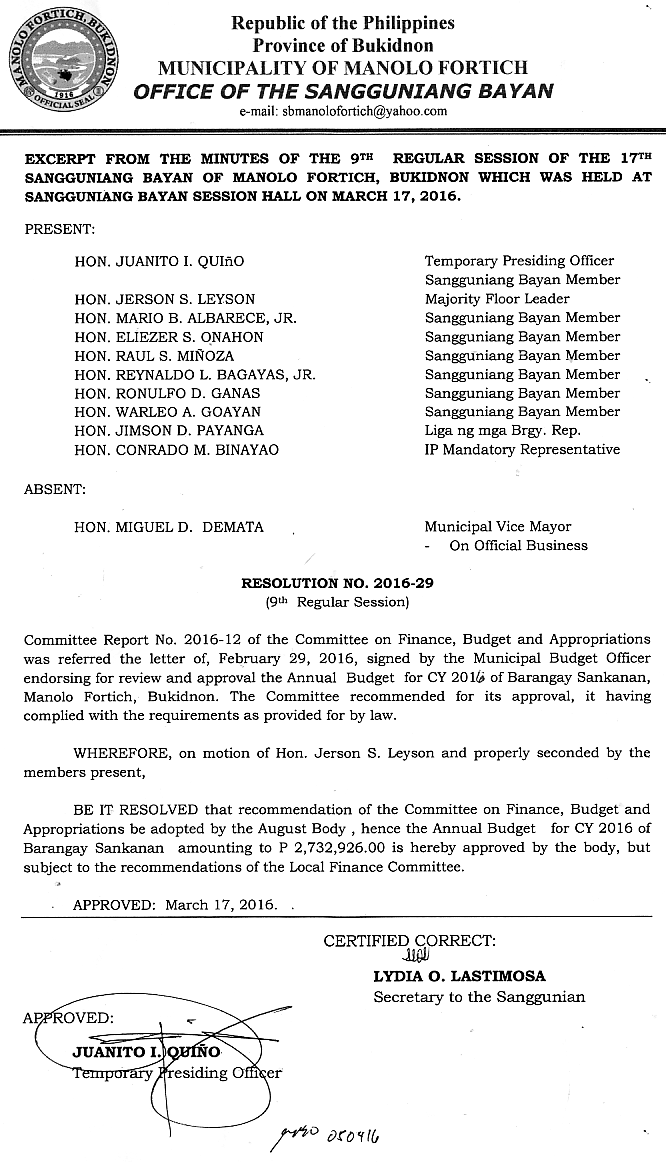 MANOLO FORTICH, BUKIDNON
1916
OFFICIAL SEAL
Republic of the Philippines
Province of Bukidnon
MUNICIPALITY OF MANOLO FORTICH
OFFICE OF THE SANGGUNIANG BAYAN
e-mail: sbmanolofortich@yahoo.com
EXCERPT FROM THE MINUTES OF THE 9TH REGULAR SESSION OF THE 17TH
SANGGUNIANG BAYAN OF MANOLO FORTICH, BUKIDNON WHICH WAS HELD AT
SANGGUNIANG BAYAN SESSION HALL ON MARCH 17, 2016.
PRESENT:
HON. JUANITO I. QUIñO Temporary Presiding Officer
Sangguniang Bayan Member
HON. JERSON S. LEYSON Majority Floor Leader
HON. MARIO B. ALBARECE, JR. Sangguniang Bayan Member
HON. ELIEZER S. ONAHON Sangguniang Bayan Member
HON. RAUL S. MIÑOZA Sangguniang Bayan Member
HON. REYNALDO L. BAGAYAS, JR. Sangguniang Bayan Member
HON. RONULFO D. GANAS Sangguniang Bayan Member
HON. WARLEO A. GOAYAN Sangguniang Bayan Member
HON. JIMSON D. PAYANGA Liga ng mga Brgy. Rep.
HON. CONRADO M. BINAYAO IP Mandatory Representative
ABSENT:
HON. MIGUEL D. DEMATA Municipal Vice Mayor
- On Official Business
RESOLUTION NO. 2016-29
(9th Regular Session)
Committee Report No. 2016-12 of the Committee on Finance, Budget and Appropriations
was referred the letter of, February 29, 2016, signed by the Municipal Budget Officer
endorsing for review and approval the Annual Budget for CY 2016 of Barangay Sankanan,
Manolo Fortich, Bukidnon. The Committee recommended for its approval, it having
complied with the requirements as provided for by law.
WHEREFORE, on motion of Hon. Jerson S. Leyson and properly seconded by the
members present,
BE IT RESOLVED that recommendation of the Committee on Finance, Budget and
Appropriations be adopted by the August Body , hence the Annual Budget for CY 2016 of
Barangay Sankanan amounting to P 2,732,926.00 is hereby approved by the body, but
subject to the recommendations of the Local Finance Committee.
APPROVED: March 17, 2016.
CERTIFIED CORRECT:
LYDIA O. LASTIMOSA
Secretary to the Sanggunian
APPROVED:
JUANITO I. QUIÑO
Temporary Presiding Officer
050416